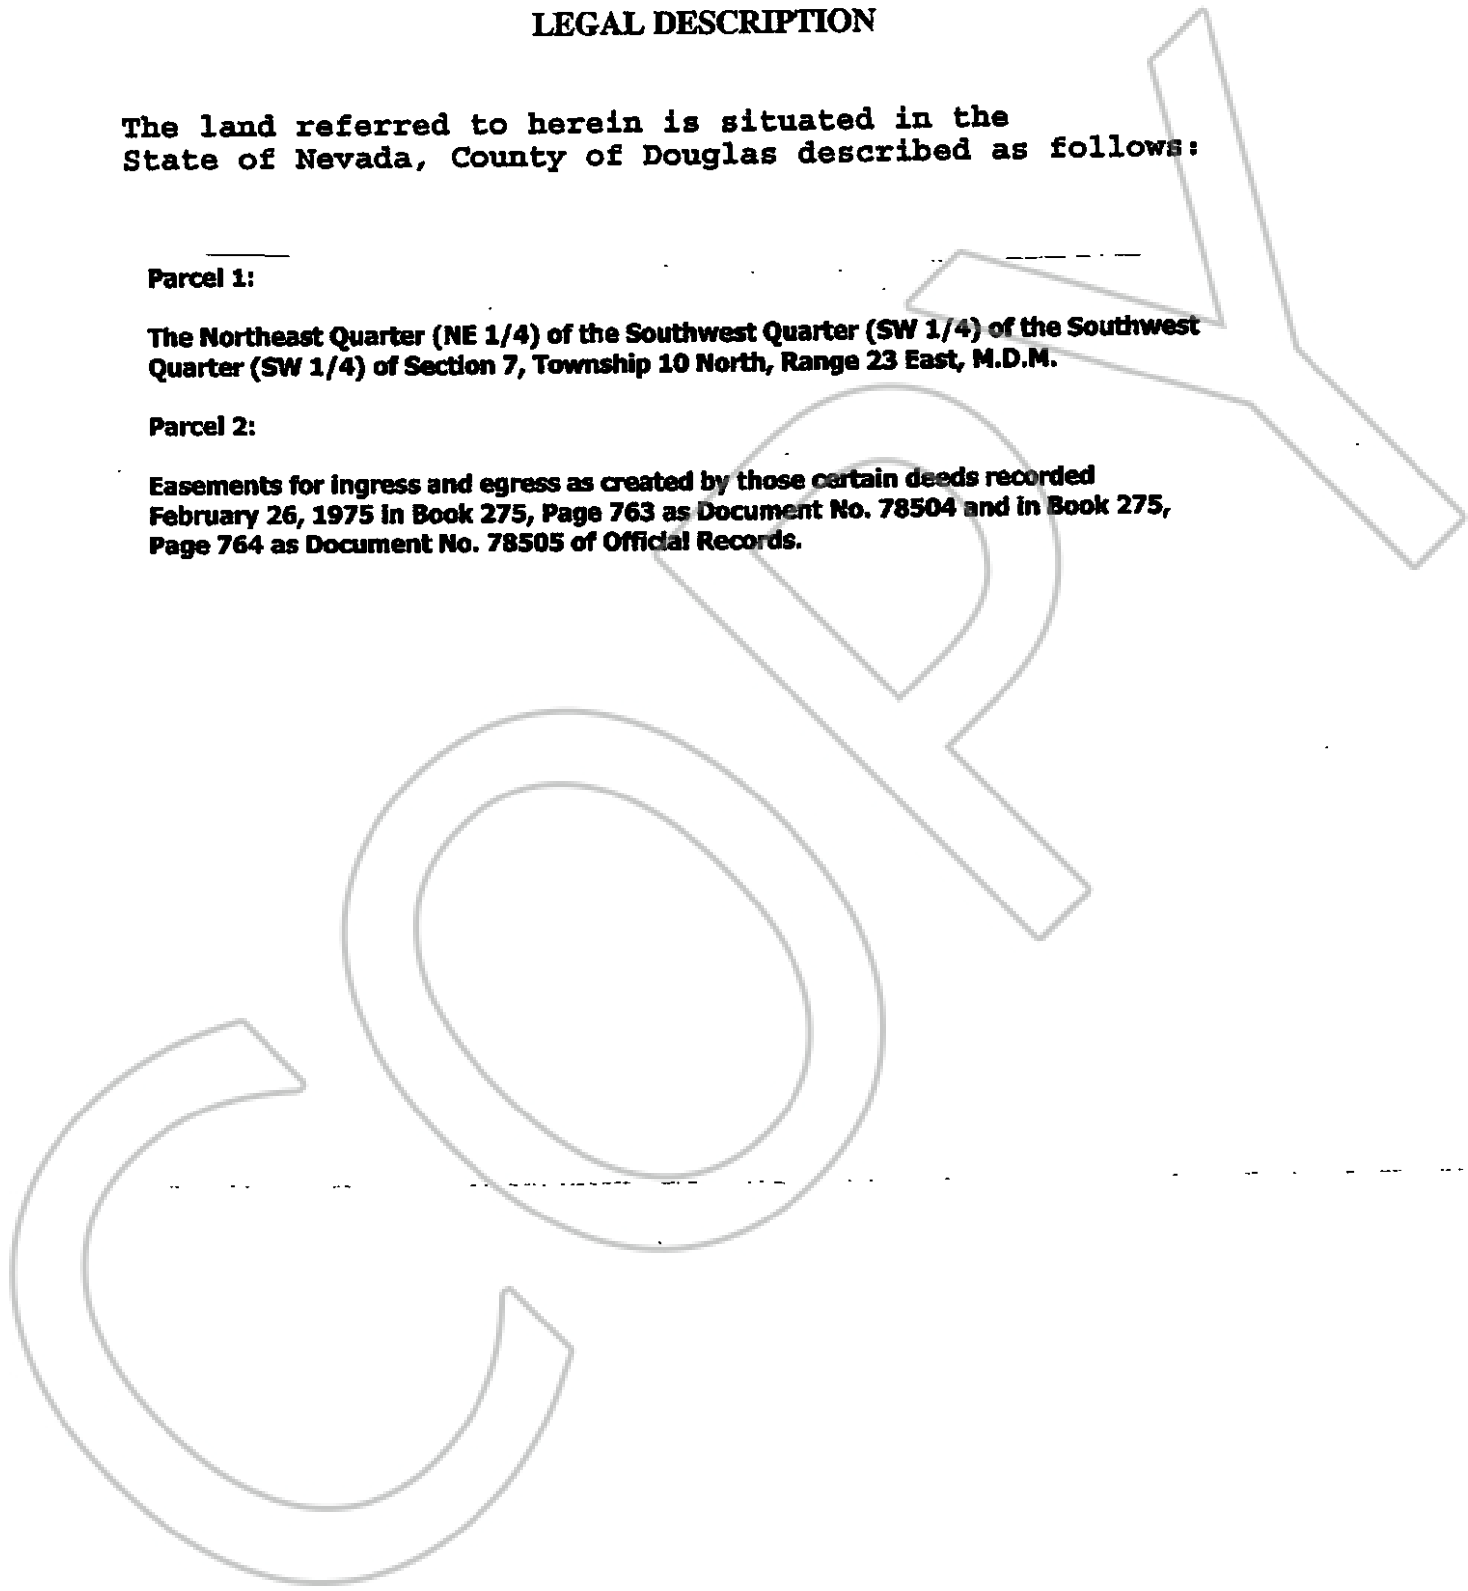 LEGAL DESCRIPTION
The land referred to herein is situated in the
State of Nevada, County of Douglas described as follows:
Parcel 1:
The Northeast Quarter (NE 1/4) of the Southwest Quarter (SW 1/4) of the Southwest
Quarter (SW 1/4) of Section 7, Township 10 North, Range 23 East, M.D.M.
Parcel 2:
Easements for ingress and egress as created by those certain deeds recorded
February 26, 1975 in Book 275, Page 763 as Document No. 78504 and in Book 275,
Page 764 as Document No. 78505 of Official Records.
COPY